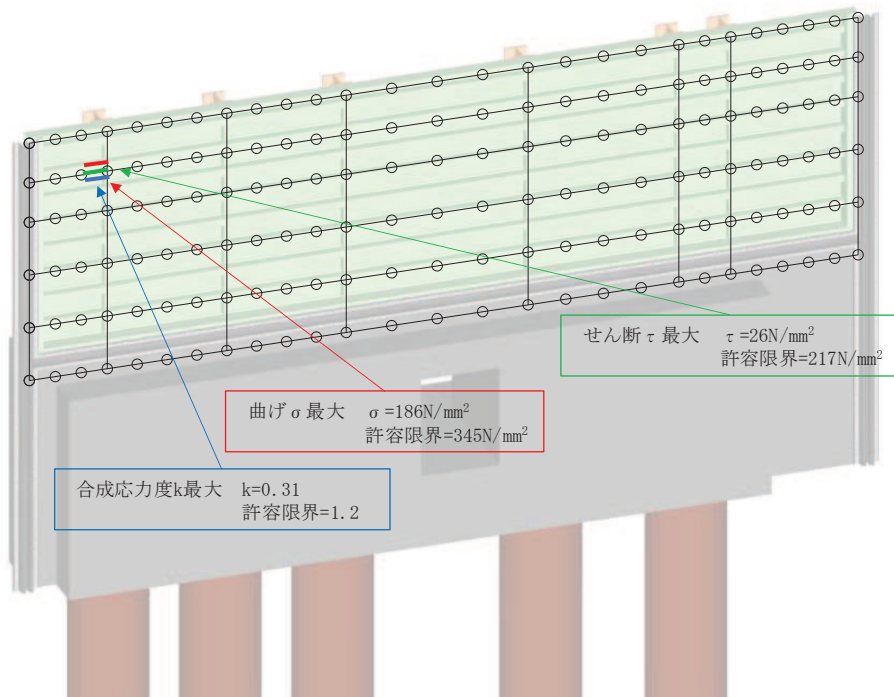 せん断τ最大　τ=26N/mm²
許容限界=217N/mm²
曲げσ最大　σ=186N/mm²
許容限界=345N/mm²
合成応力度k最大　k=0.31
許容限界=1.2